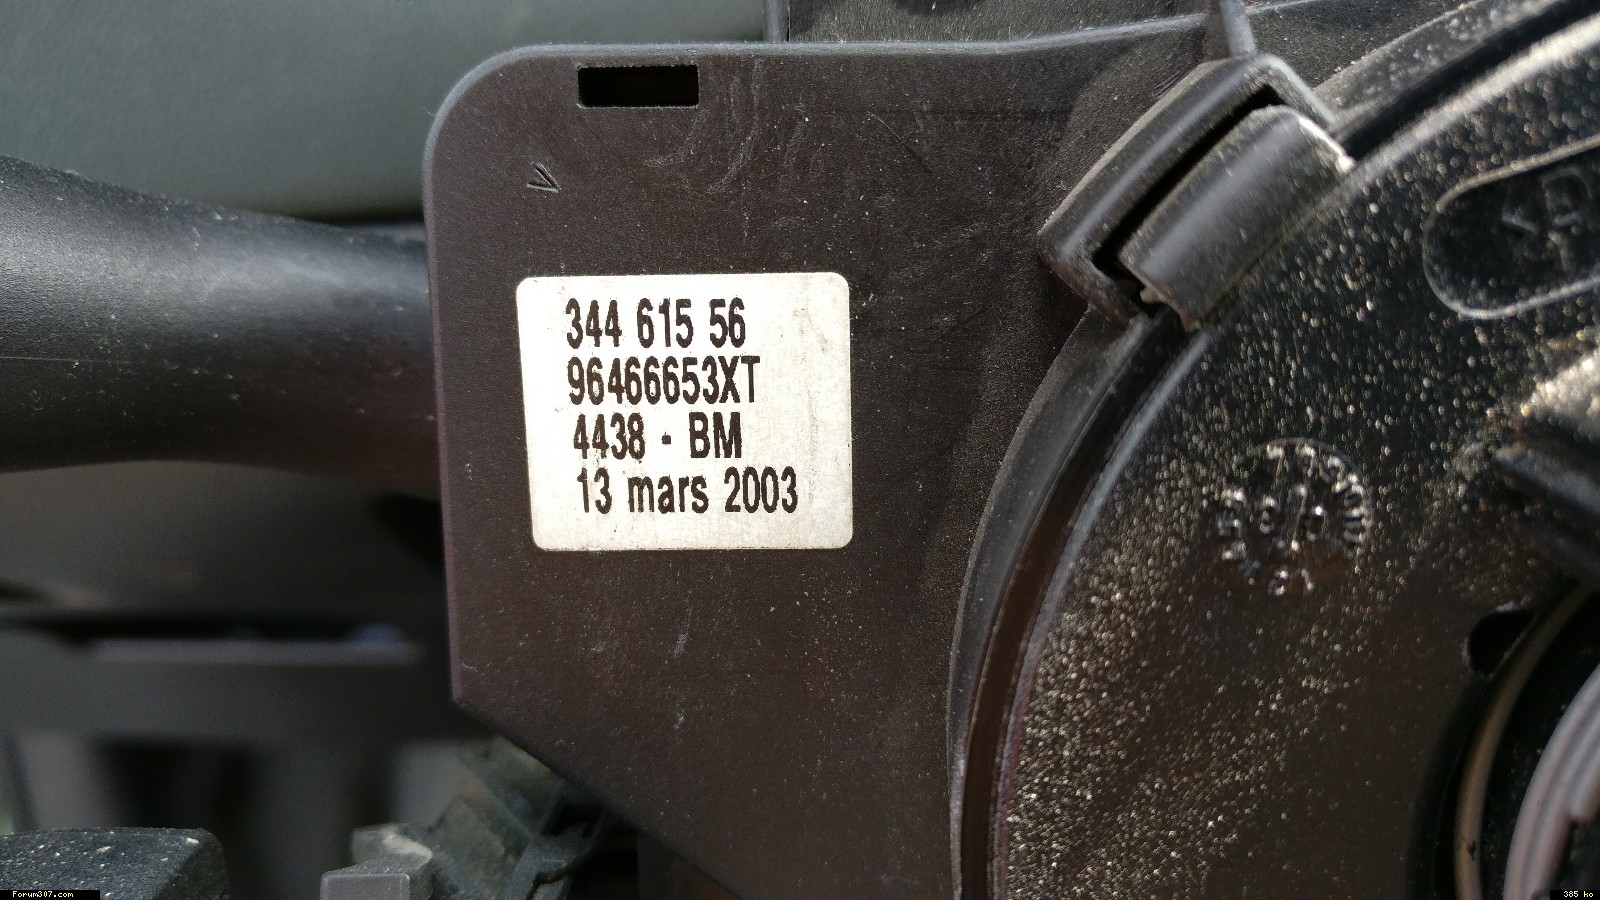 344 615 56
96466653XT
4438 - BM
13 mars 2003
Forum307.com
385 ko